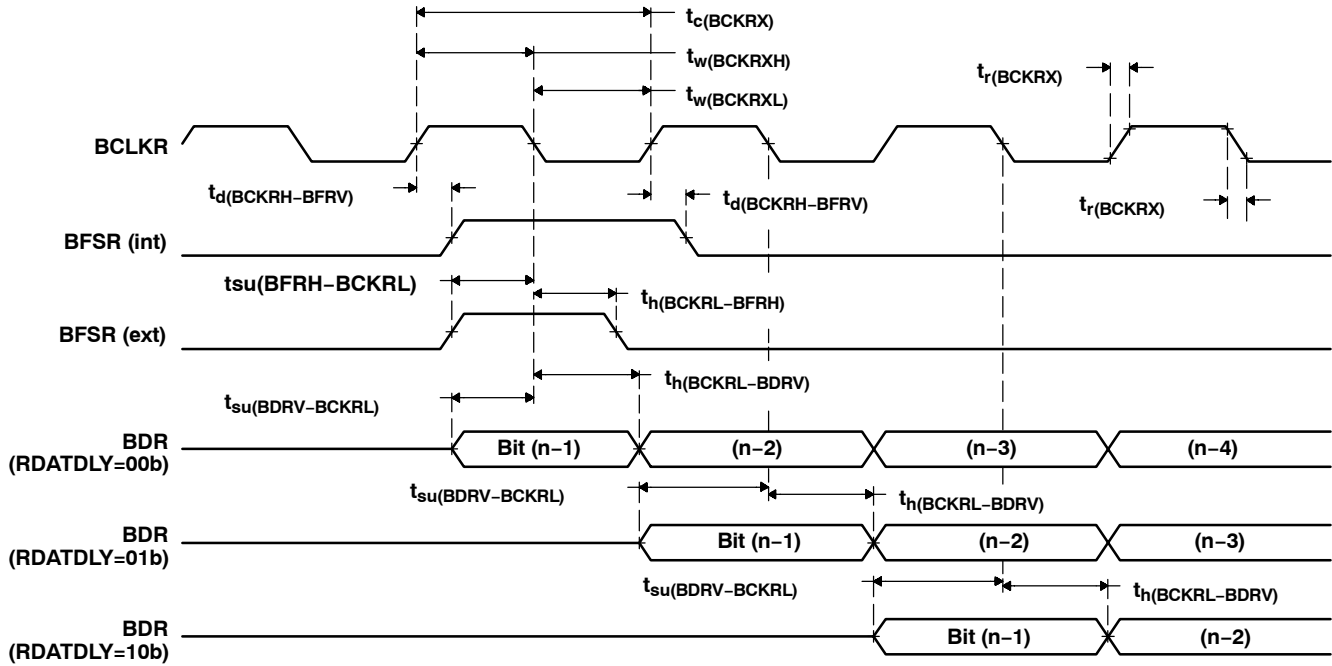 tc(BCKRX)
tw(BCKRXH)
tr(BCKRX)
tw(BCKRXL)
BCLKR
td(BCKRH−BFRV)
td(BCKRH−BFRV)
tr(BCKRX)
BFSR (int)
tsu(BFRH−BCKRL)
th(BCKRL−BFRH)
BFSR (ext)
th(BCKRL−BDRV)
tsu(BDRV−BCKRL)
BDR
(RDATDLY=00b)
Bit (n−1)
(n−2)
(n−3)
(n−4)
tsu(BDRV−BCKRL)
th(BCKRL−BDRV)
BDR
(RDATDLY=01b)
Bit (n−1)
(n−2)
(n−3)
tsu(BDRV−BCKRL)
th(BCKRL−BDRV)
BDR
(RDATDLY=10b)
Bit (n−1)
(n−2)